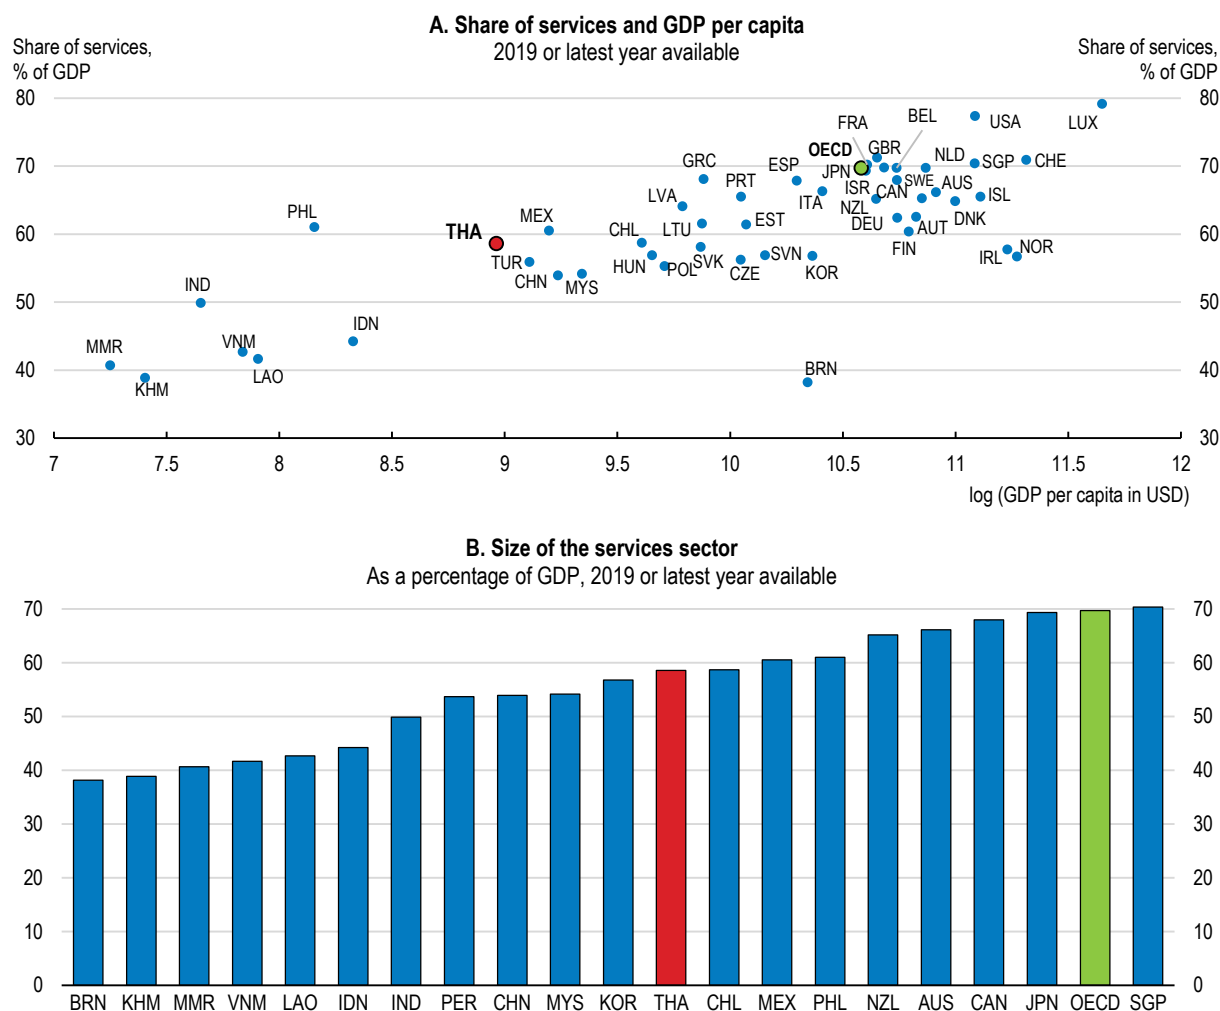 A. Share of services and GDP per capita
2019 or latest year available
Share of services,
% of GDP
Share of services,
% of GDP
80
80
70
70
60
60
50
50
40
40
30
30
LUX
USA
BEL
FRA
OECD
GBR
NLD
SGP
CHE
GRC
ESP
JPN
PRT
ISR
CAN
SWE
AUS
ISL
LVA
ITA
NZL
DNK
PHL
MEX
THA
CHL
LTU
EST
DEU
AUT
FIN
NOR
IRL
TUR
HUN
POL
SVK
SVN
CZE
KOR
CHN
MYS
IND
IDN
VNM
MMR
LAO
KHM
BRN
7
7.5
8
8.5
9
9.5
10
10.5
11
11.5
12
log (GDP per capita in USD)
B. Size of the services sector
As a percentage of GDP, 2019 or latest year available
70
70
60
60
50
50
40
40
30
30
20
20
10
10
0
0
BRN KHM MMR VNM LAO IDN IND PER CHN MYS KOR THA CHL MEX PHL NZL AUS CAN JPN OECD SGP